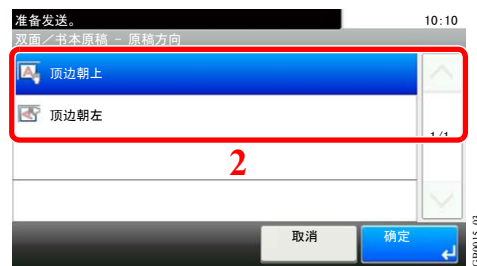 准备发送。 10:10
双面／书本原稿 - 原稿方向
顶边朝上
顶边朝左
1/1
2
取消 确定
GB0015_03